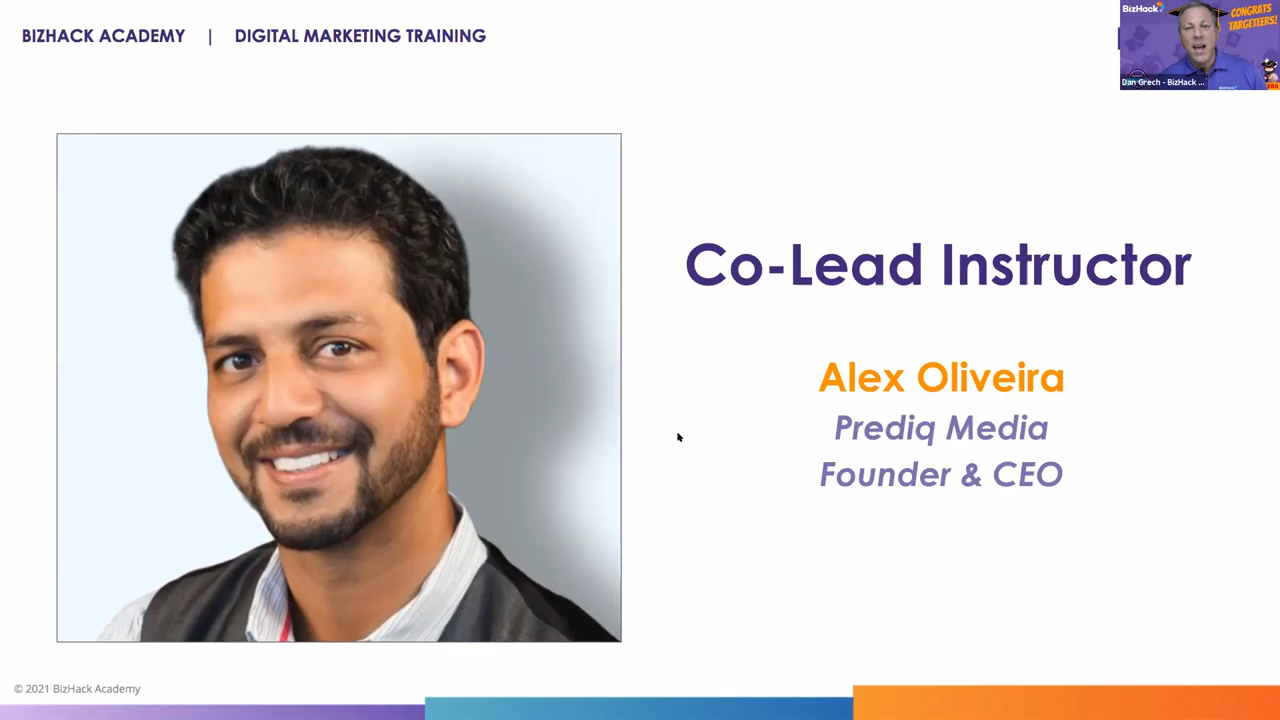 BIZHACK ACADEMY | DIGITAL MARKETING TRAINING
BizHack
CONGRATS
TARGETEERS!
Dan Grech - BizHack ...
Co-Lead Instructor
Alex Oliveira
Prediq Media
Founder & CEO
© 2021 BizHack Academy